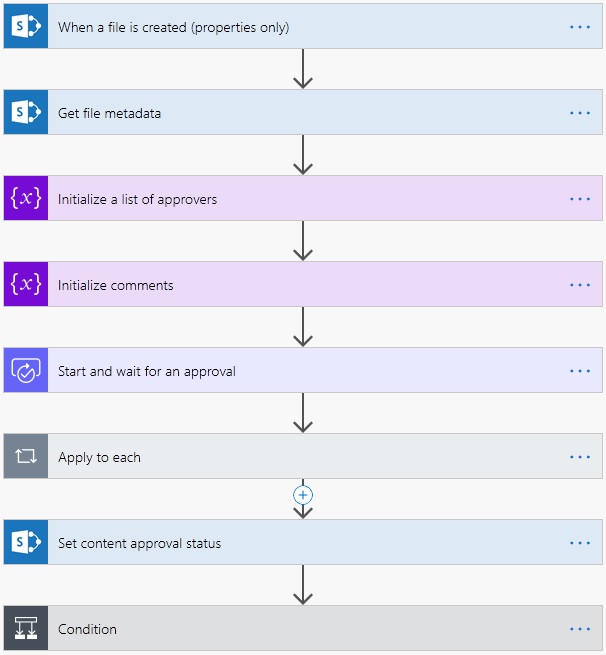 When a file is created (properties only)
Get file metadata
{x} Initialize a list of approvers
{x} Initialize comments
Start and wait for an approval
Apply to each
Set content approval status
Condition